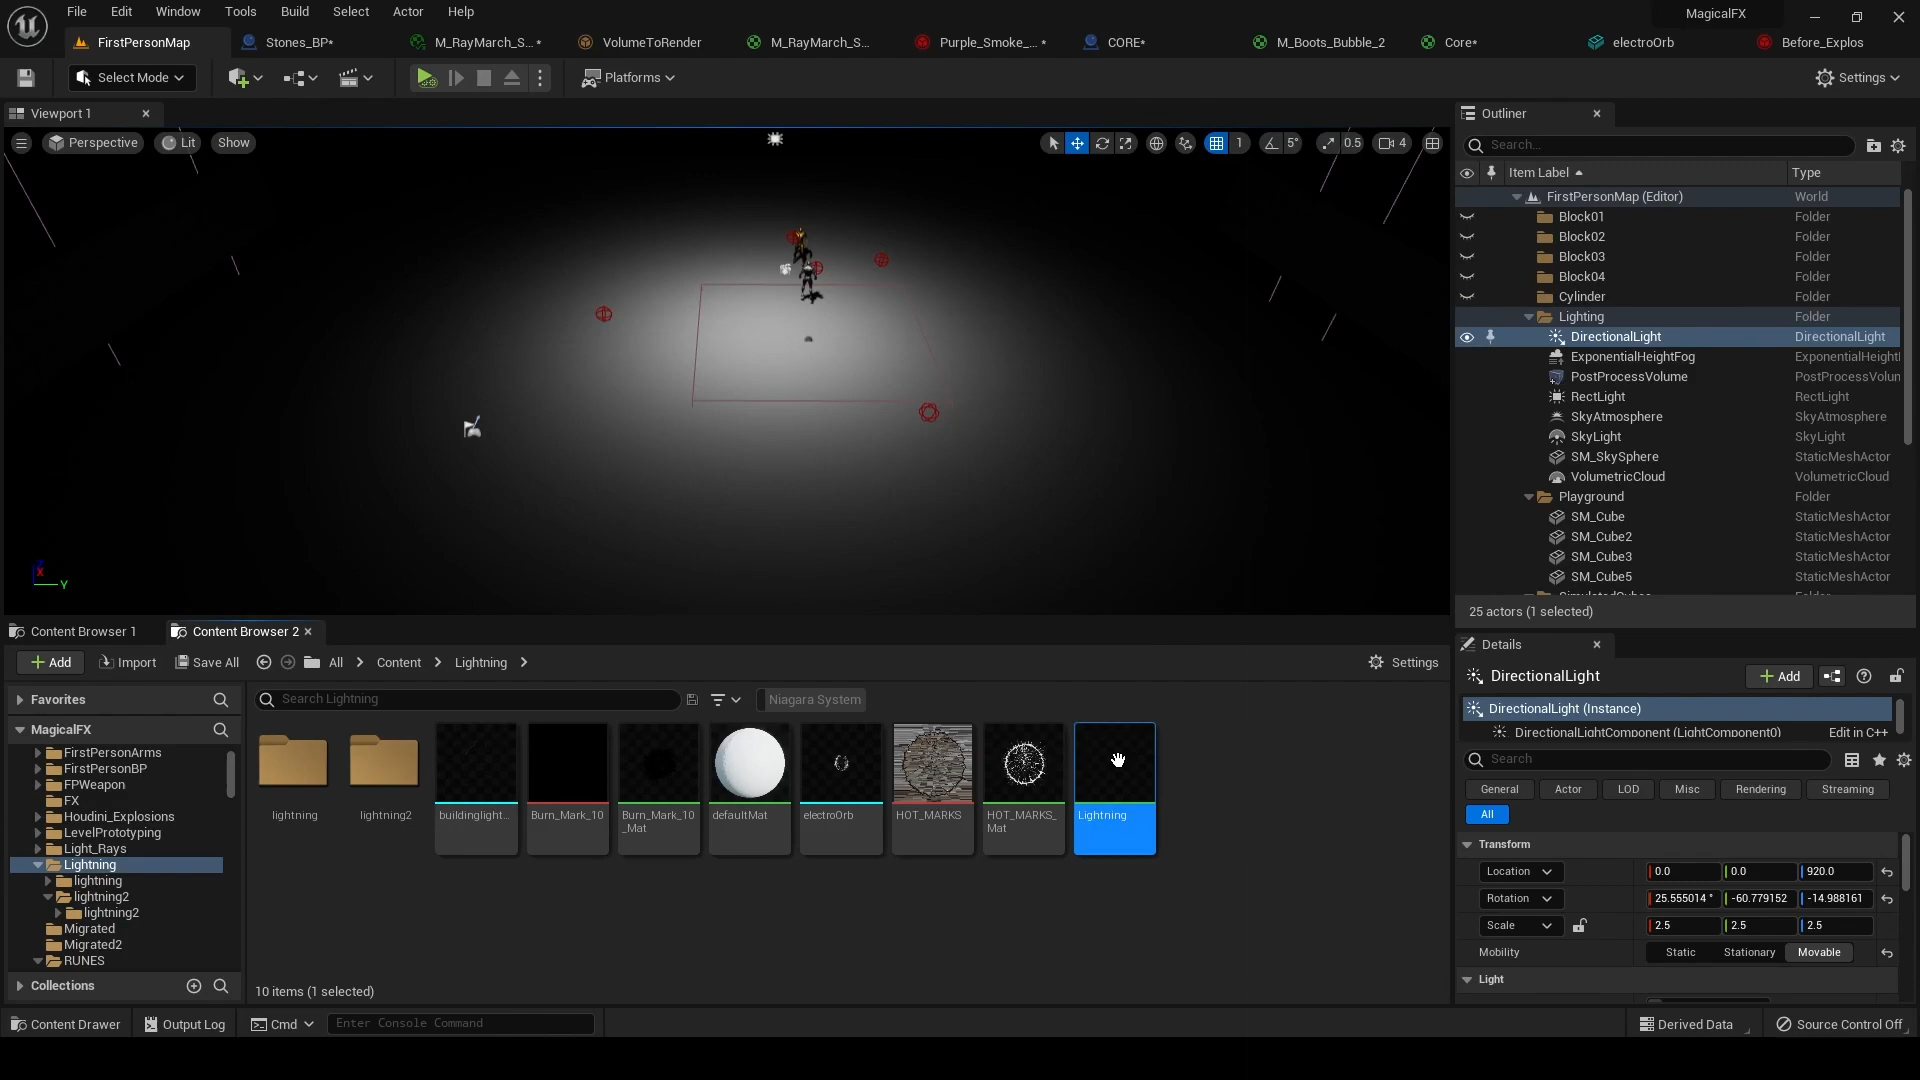 File Edit Window Tools Build Select Actor Help
MagicalFX
FirstPersonMap Stones_BP* M_RayMarch_S...* VolumeToRender M_RayMarch_S... Purple_Smoke_...* CORE* M_Boots_Bubble_2 Core* electroOrb Before_Explos
Select Mode Platforms Settings
Viewport 1
Perspective Lit Show
1 5° 0.5 4
X Y
Outliner
Search...
Item Label Type
FirstPersonMap (Editor) World
Block01 Folder
Block02 Folder
Block03 Folder
Block04 Folder
Cylinder Folder
Lighting Folder
DirectionalLight DirectionalLight
ExponentialHeightFog ExponentialHeightl
PostProcessVolume PostProcessVolun
RectLight RectLight
SkyAtmosphere SkyAtmosphere
SkyLight SkyLight
SM_SkySphere StaticMeshActor
VolumetricCloud VolumetricCloud
Playground Folder
SM_Cube StaticMeshActor
SM_Cube2 StaticMeshActor
SM_Cube3 StaticMeshActor
SM_Cube5 StaticMeshActor
25 actors (1 selected)
Content Browser 1 Content Browser 2
Add Import Save All All Content Lightning Settings
Favorites
MagicalFX
FirstPersonArms
FirstPersonBP
FPWeapon
FX
Houdini_Explosions
LevelPrototyping
Light_Rays
Lightning
lightning
lightning2
lightning2
Migrated
Migrated2
RUNES
Collections
Search Lightning Niagara System
lightning
lightning2
buildinglight...
Burn_Mark_10
Burn_Mark_10
_Mat
defaultMat
electroOrb
HOT_MARKS
HOT_MARKS_
Mat
Lightning
10 items (1 selected)
Details
DirectionalLight Add
DirectionalLight (Instance)
DirectionalLightComponent (LightComponent0) Edit in C++
Search
General Actor LOD Misc Rendering Streaming
All
Transform
Location 0.0 0.0 920.0
Rotation 25.555014° -60.779152 -14.988161
Scale 2.5 2.5 2.5
Mobility Static Stationary Movable
Light
Content Drawer Output Log Cmd Enter Console Command Derived Data Source Control Off